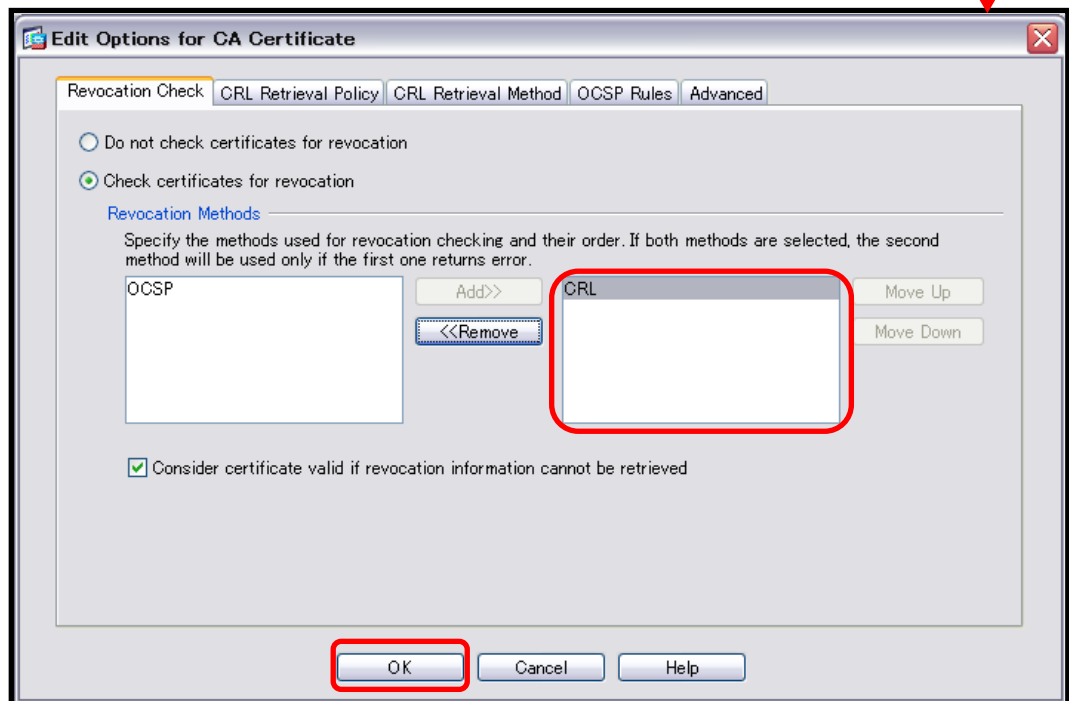 Edit Options for CA Certificate
Revocation Check CRL Retrieval Policy CRL Retrieval Method OCSP Rules Advanced
Do not check certificates for revocation
Check certificates for revocation
Revocation Methods
Specify the methods used for revocation checking and their order. If both methods are selected, the second
method will be used only if the first one returns error.
OCSP Add>> CRL Move Up
<<Remove Move Down
Consider certificate valid if revocation information cannot be retrieved
OK Cancel Help